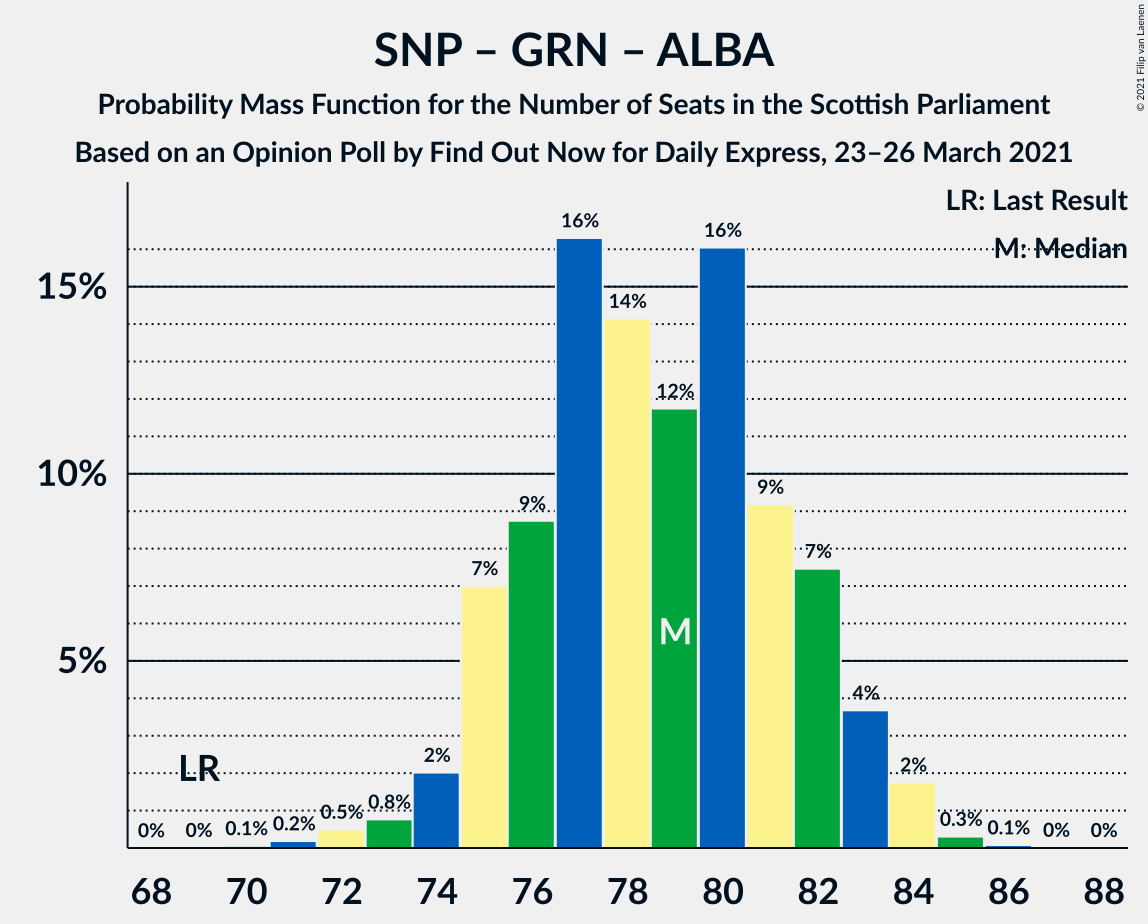 SNP – GRN – ALBA
Probability Mass Function for the Number of Seats in the Scottish Parliament
Based on an Opinion Poll by Find Out Now for Daily Express, 23–26 March 2021
© 2021 Filip van Laenen
LR: Last Result
M: Median
15%
10%
5%
0%
0%
0.1%
0.2%
0.5%
0.8%
2%
7%
9%
16%
14%
12%
16%
9%
7%
4%
2%
0.3%
0.1%
0%
0%
LR
M
68 70 72 74 76 78 80 82 84 86 88